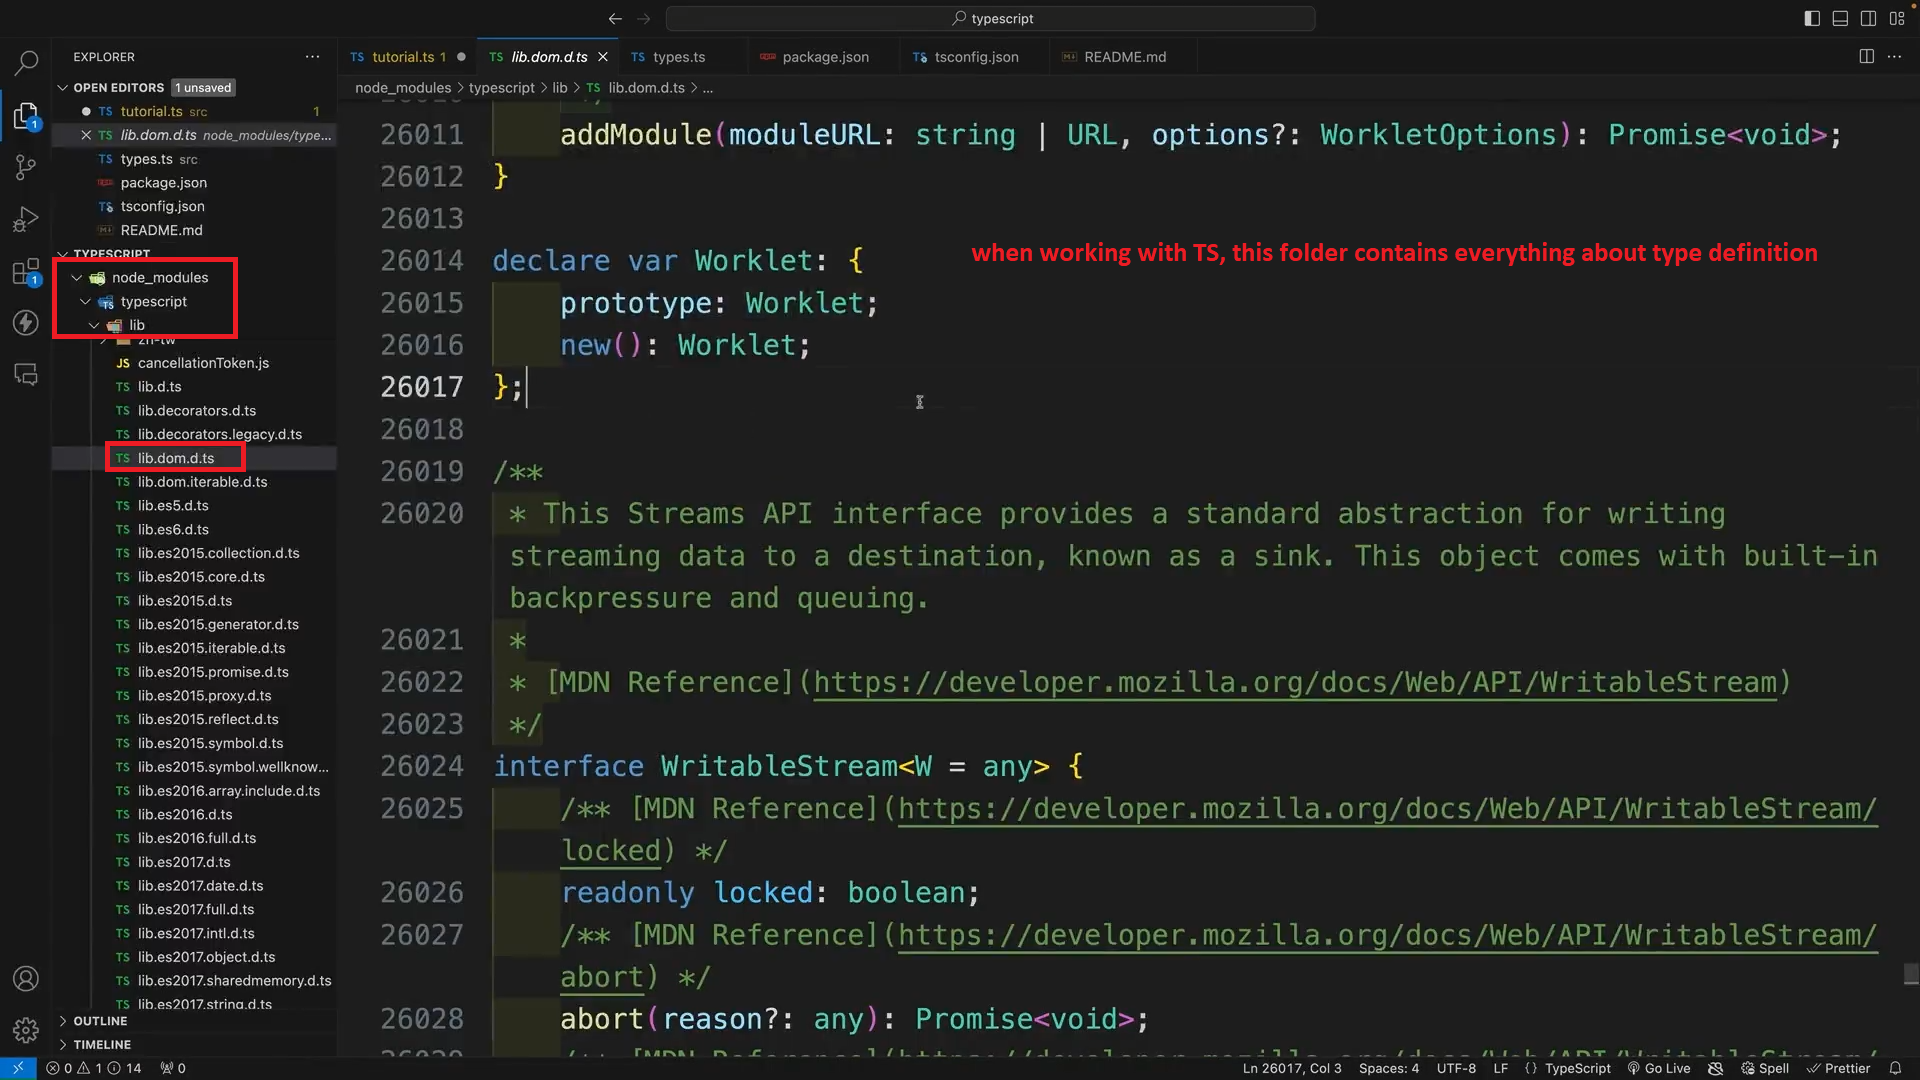 typescript
EXPLORER
OPEN EDITORS 1 unsaved
TS tutorial.ts src 1
TS lib.dom.d.ts node_modules/type...
TS types.ts src
package.json
TS tsconfig.json
README.md
TYPESCRIPT
node_modules
typescript
lib
zh-tw
JS cancellationToken.js
TS lib.d.ts
TS lib.decorators.d.ts
TS lib.decorators.legacy.d.ts
TS lib.dom.d.ts
TS lib.dom.iterable.d.ts
TS lib.es5.d.ts
TS lib.es6.d.ts
TS lib.es2015.collection.d.ts
TS lib.es2015.core.d.ts
TS lib.es2015.d.ts
TS lib.es2015.generator.d.ts
TS lib.es2015.iterable.d.ts
TS lib.es2015.promise.d.ts
TS lib.es2015.proxy.d.ts
TS lib.es2015.reflect.d.ts
TS lib.es2015.symbol.d.ts
TS lib.es2015.symbol.wellknow...
TS lib.es2016.array.include.d.ts
TS lib.es2016.d.ts
TS lib.es2016.full.d.ts
TS lib.es2017.d.ts
TS lib.es2017.date.d.ts
TS lib.es2017.full.d.ts
TS lib.es2017.intl.d.ts
TS lib.es2017.object.d.ts
TS lib.es2017.sharedmemory.d.ts
TS lib.es2017.string.d.ts
OUTLINE
TIMELINE
TS tutorial.ts 1 TS lib.dom.d.ts TS types.ts package.json TS tsconfig.json README.md
node_modules > typescript > lib > TS lib.dom.d.ts > ...
26011 addModule(moduleURL: string | URL, options?: WorkletOptions): Promise<void>;
26012 }
26013
26014 declare var Worklet: {
when working with TS, this folder contains everything about type definition
26015 prototype: Worklet;
26016 new(): Worklet;
26017 };
26018
26019 /**
26020 * This Streams API interface provides a standard abstraction for writing
streaming data to a destination, known as a sink. This object comes with built-in
backpressure and queuing.
26021 *
26022 * [MDN Reference](https://developer.mozilla.org/docs/Web/API/WritableStream)
26023 */
26024 interface WritableStream<W = any> {
26025 /** [MDN Reference](https://developer.mozilla.org/docs/Web/API/WritableStream/
locked) */
26026 readonly locked: boolean;
26027 /** [MDN Reference](https://developer.mozilla.org/docs/Web/API/WritableStream/
abort) */
26028 abort(reason?: any): Promise<void>;
0 1 14 0 Ln 26017, Col 3 Spaces: 4 UTF-8 LF {} TypeScript Go Live Spell Prettier